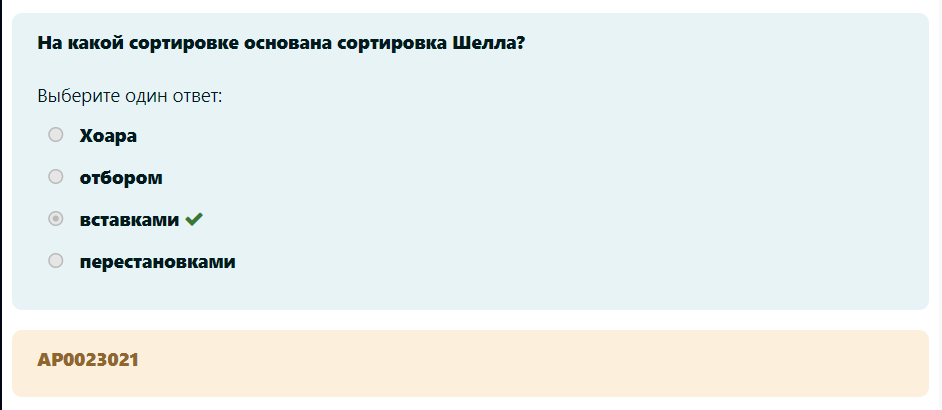 На какой сортировке основана сортировка Шелла?
Выберите один ответ:
Хоара
отбором
вставками
перестановками
AP0023021